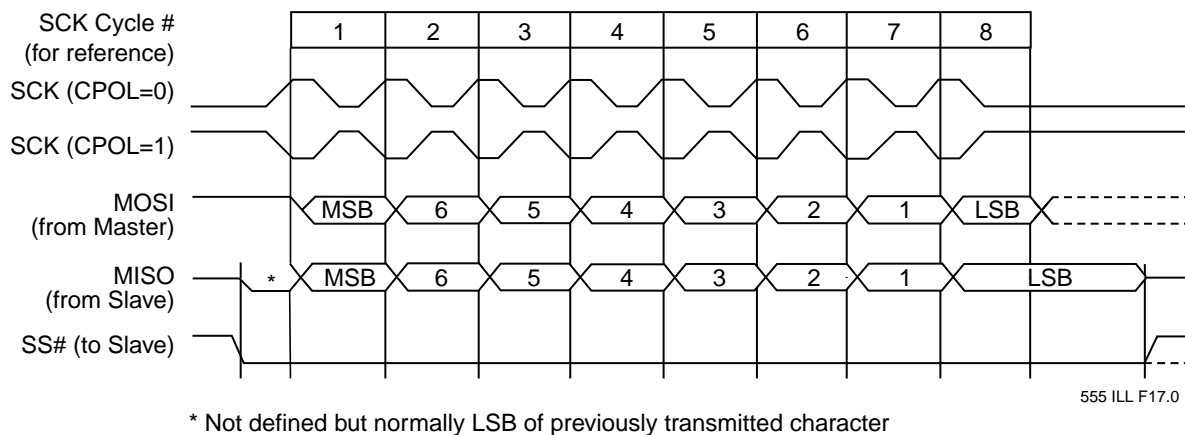 SCK Cycle #
(for reference)
1 2 3 4 5 6 7 8
SCK (CPOL=0)
SCK (CPOL=1)
MOSI
(from Master)
MSB 6 5 4 3 2 1 LSB
MISO
(from Slave)
* MSB 6 5 4 3 2 1 LSB
SS# (to Slave)
555 ILL F17.0
* Not defined but normally LSB of previously transmitted character